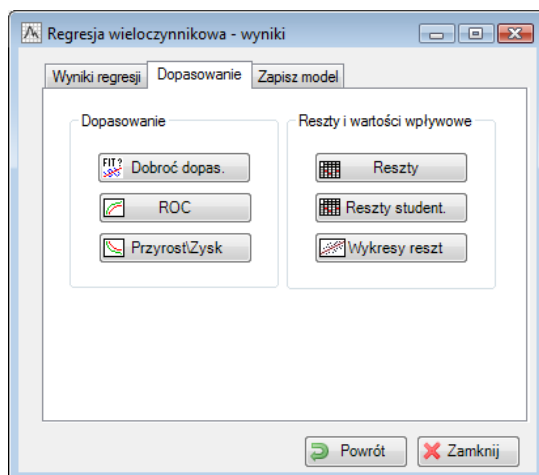 Regresja wieloczynnikowa - wyniki
Wyniki regresji Dopasowanie Zapisz model
Dopasowanie
FIT? Dobroć dopas.
ROC
Przyrost\Zysk
Reszty i wartości wpływowe
Reszty
Reszty student.
Wykresy reszt
Powrót Zamknij